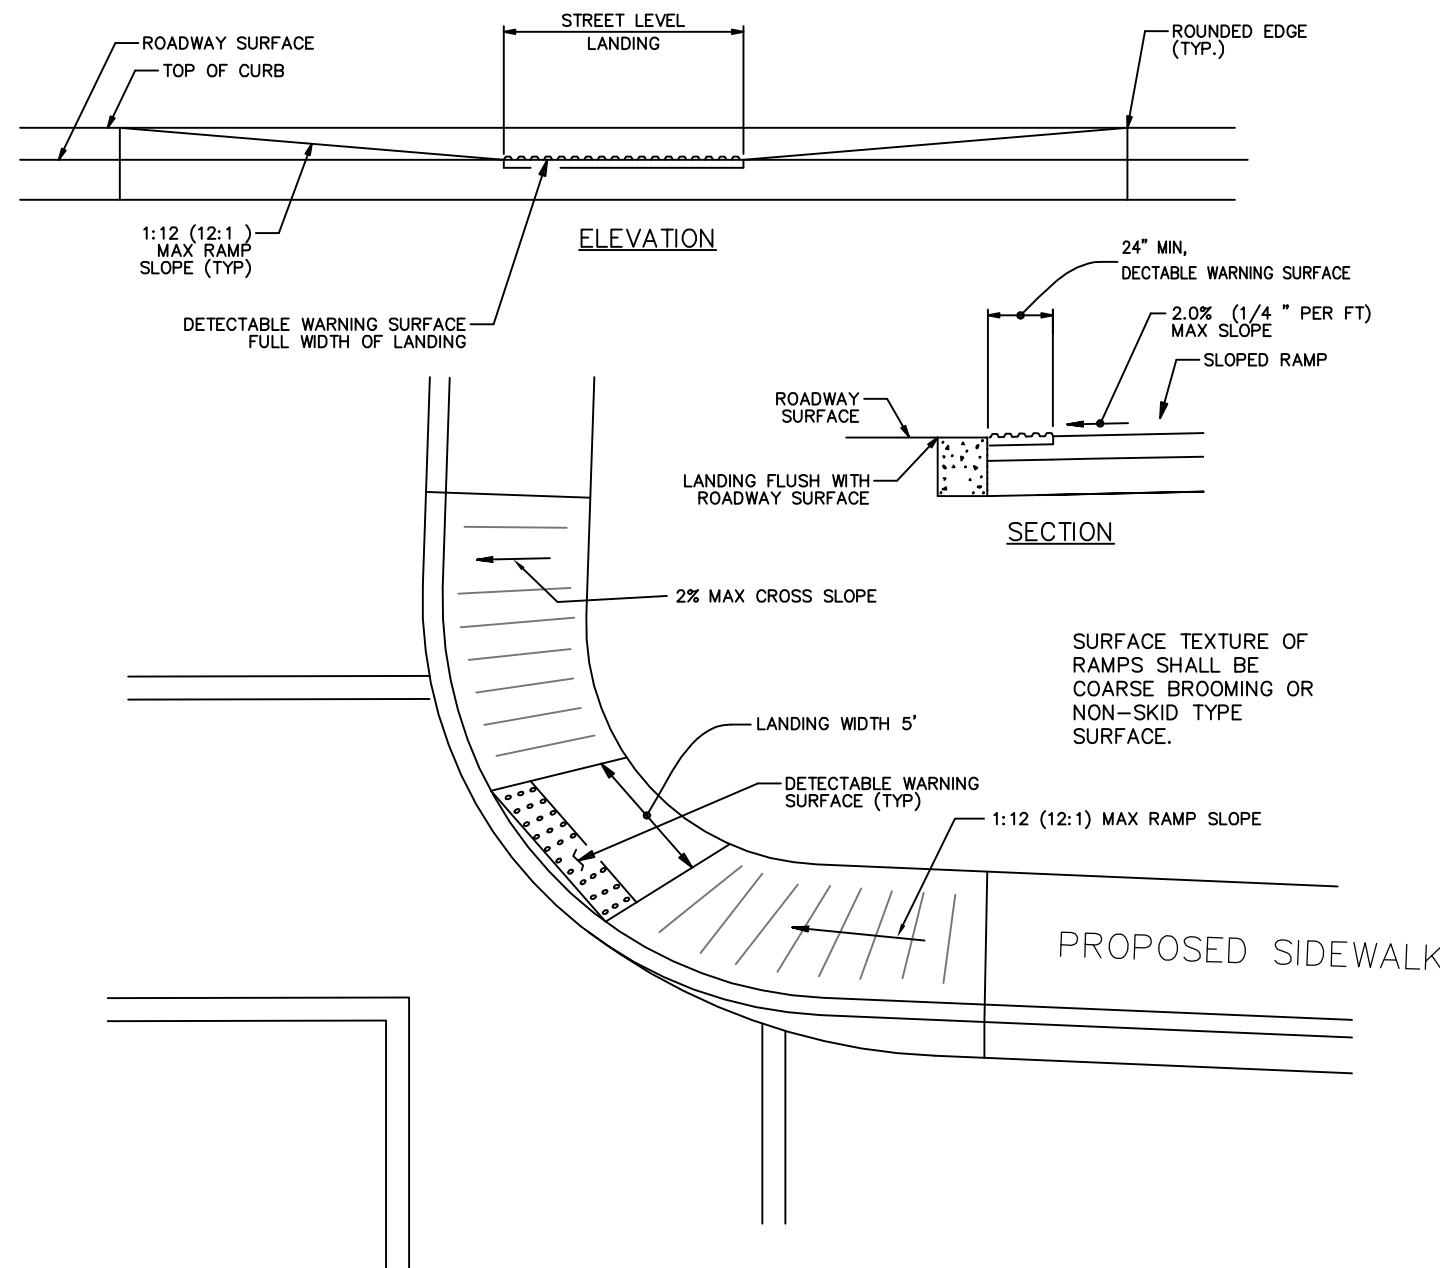 STREET LEVEL
LANDING
ROADWAY SURFACE
TOP OF CURB
ROUNDED EDGE
(TYP.)
1:12 (12:1 )
MAX RAMP
SLOPE (TYP)
ELEVATION
DETECTABLE WARNING SURFACE
FULL WIDTH OF LANDING
24" MIN,
DECTABLE WARNING SURFACE
2.0% (1/4 " PER FT)
MAX SLOPE
SLOPED RAMP
ROADWAY
SURFACE
LANDING FLUSH WITH
ROADWAY SURFACE
SECTION
2% MAX CROSS SLOPE
SURFACE TEXTURE OF
RAMPS SHALL BE
COARSE BROOMING OR
NON-SKID TYPE
SURFACE.
LANDING WIDTH 5'
DETECTABLE WARNING
SURFACE (TYP)
1:12 (12:1) MAX RAMP SLOPE
PROPOSED SIDEWALK